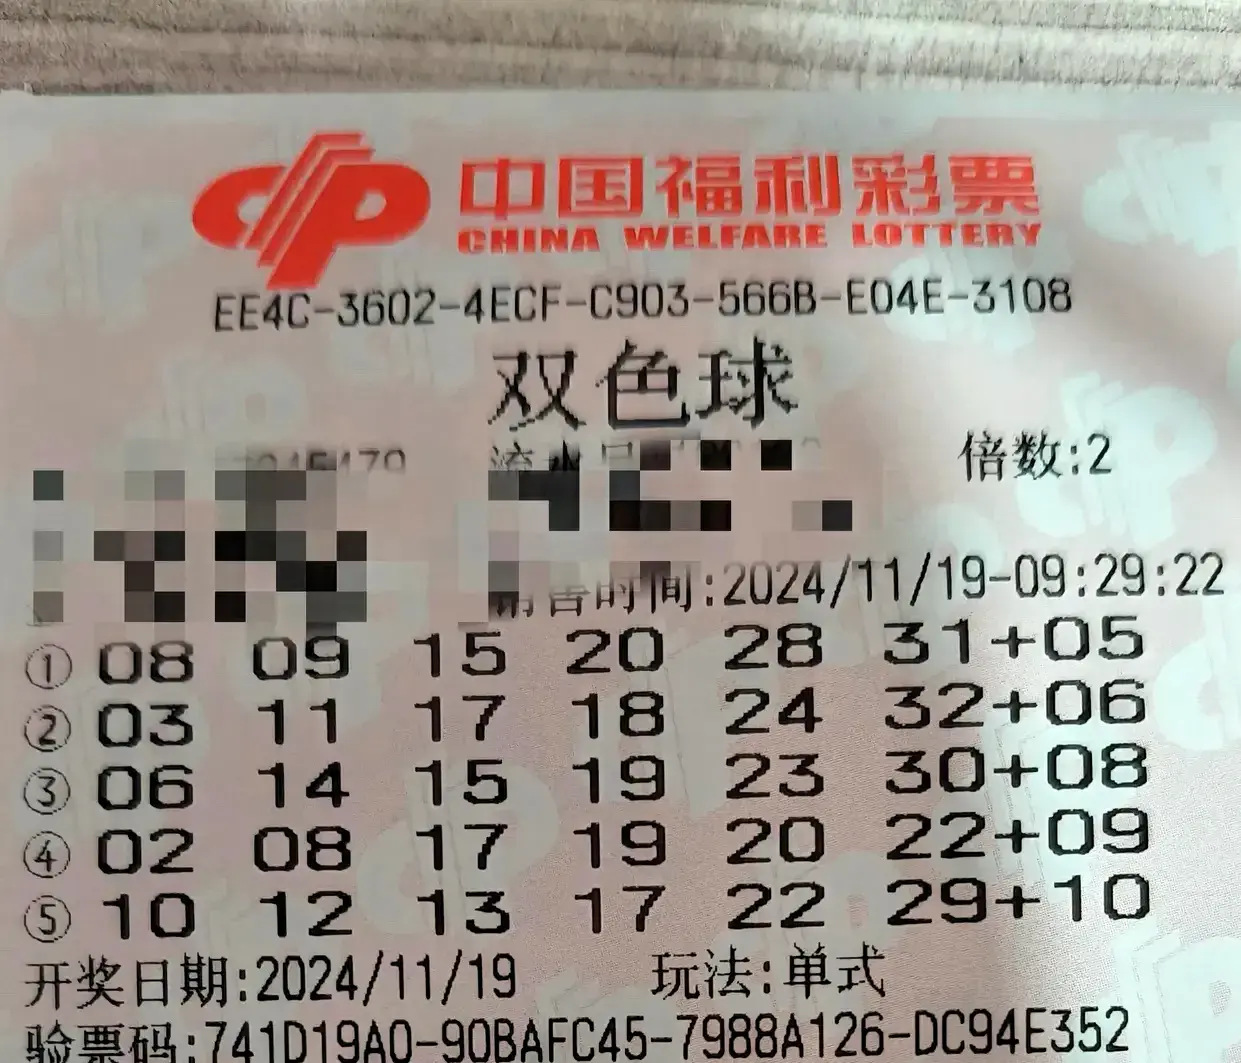 中国福利彩票
CHINA WELFARE LOTTERY
EE4C-3602-4ECF-C903-566B-E04E-3108
双色球
倍数:2
销售时间:2024/11/19-09:29:22
① 08 09 15 20 28 31+05
② 03 11 17 18 24 32+06
③ 06 14 15 19 23 30+08
④ 02 08 17 19 20 22+09
⑤ 10 12 13 17 22 29+10
开奖日期:2024/11/19 玩法:单式
验票码:741D19A0-90BAFC45-7988A126-DC94E352